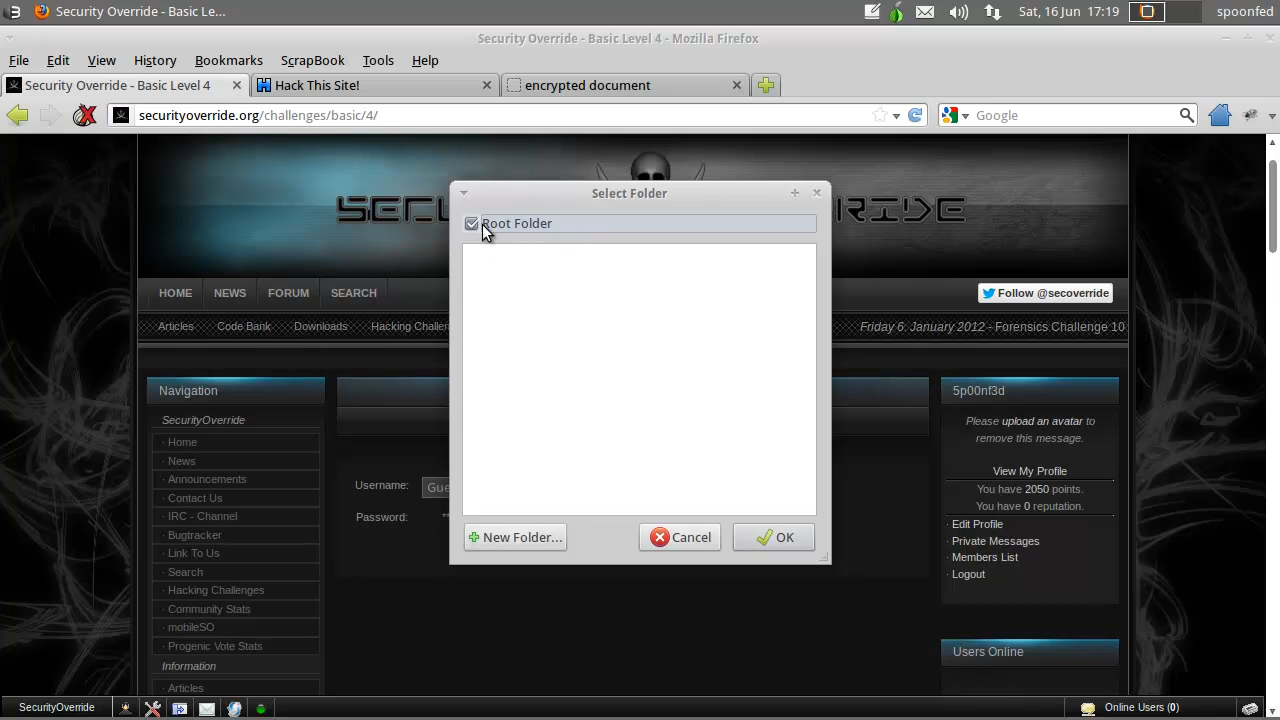 Security Override - Basic Le...
Sat, 16 Jun 17:19
spoonfed
Security Override - Basic Level 4 - Mozilla Firefox
File Edit View History Bookmarks ScrapBook Tools Help
Security Override - Basic Level 4
Hack This Site!
encrypted document
securityoverride.org/challenges/basic/4/
Google
Select Folder
Root Folder
HOME NEWS FORUM SEARCH
Follow @secoverride
Articles Code Bank Downloads Hacking Challen
Friday 6. January 2012 - Forensics Challenge 10
Navigation
SecurityOverride
· Home
· News
· Announcements
· Contact Us
· IRC - Channel
· Bugtracker
· Link To Us
· Search
· Hacking Challenges
· Community Stats
· mobileSO
· Progenic Vote Stats
Information
· Articles
Username: Gue
Password: **
New Folder...
Cancel
OK
5p00nf3d
Please upload an avatar to
remove this message.
View My Profile
You have 2050 points.
You have 0 reputation.
· Edit Profile
· Private Messages
· Members List
· Logout
Users Online
SecurityOverride
Online Users (0)